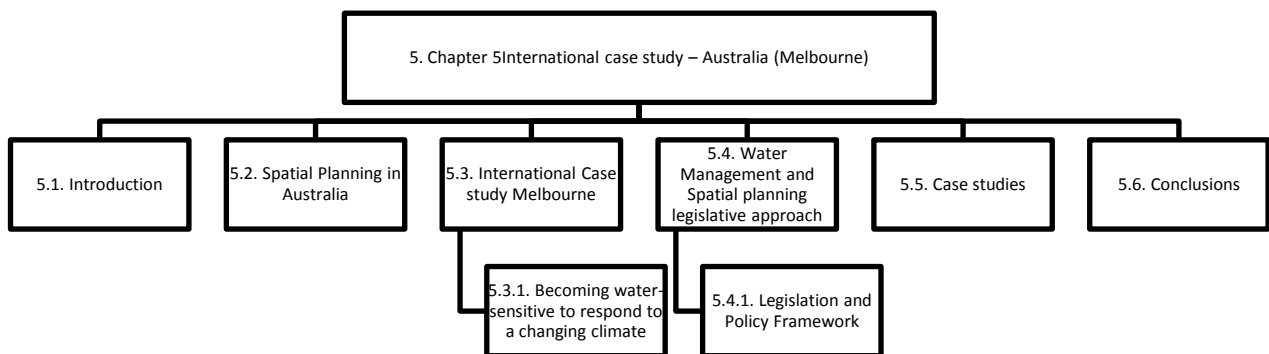 5. Chapter 5International case study – Australia (Melbourne)
5.1. Introduction
5.2. Spatial Planning in
Australia
5.3. International Case
study Melbourne
5.4. Water
Management and
Spatial planning
legislative approach
5.5. Case studies
5.6. Conclusions
5.3.1. Becoming water-
sensitive to respond to
a changing climate
5.4.1. Legislation and
Policy Framework